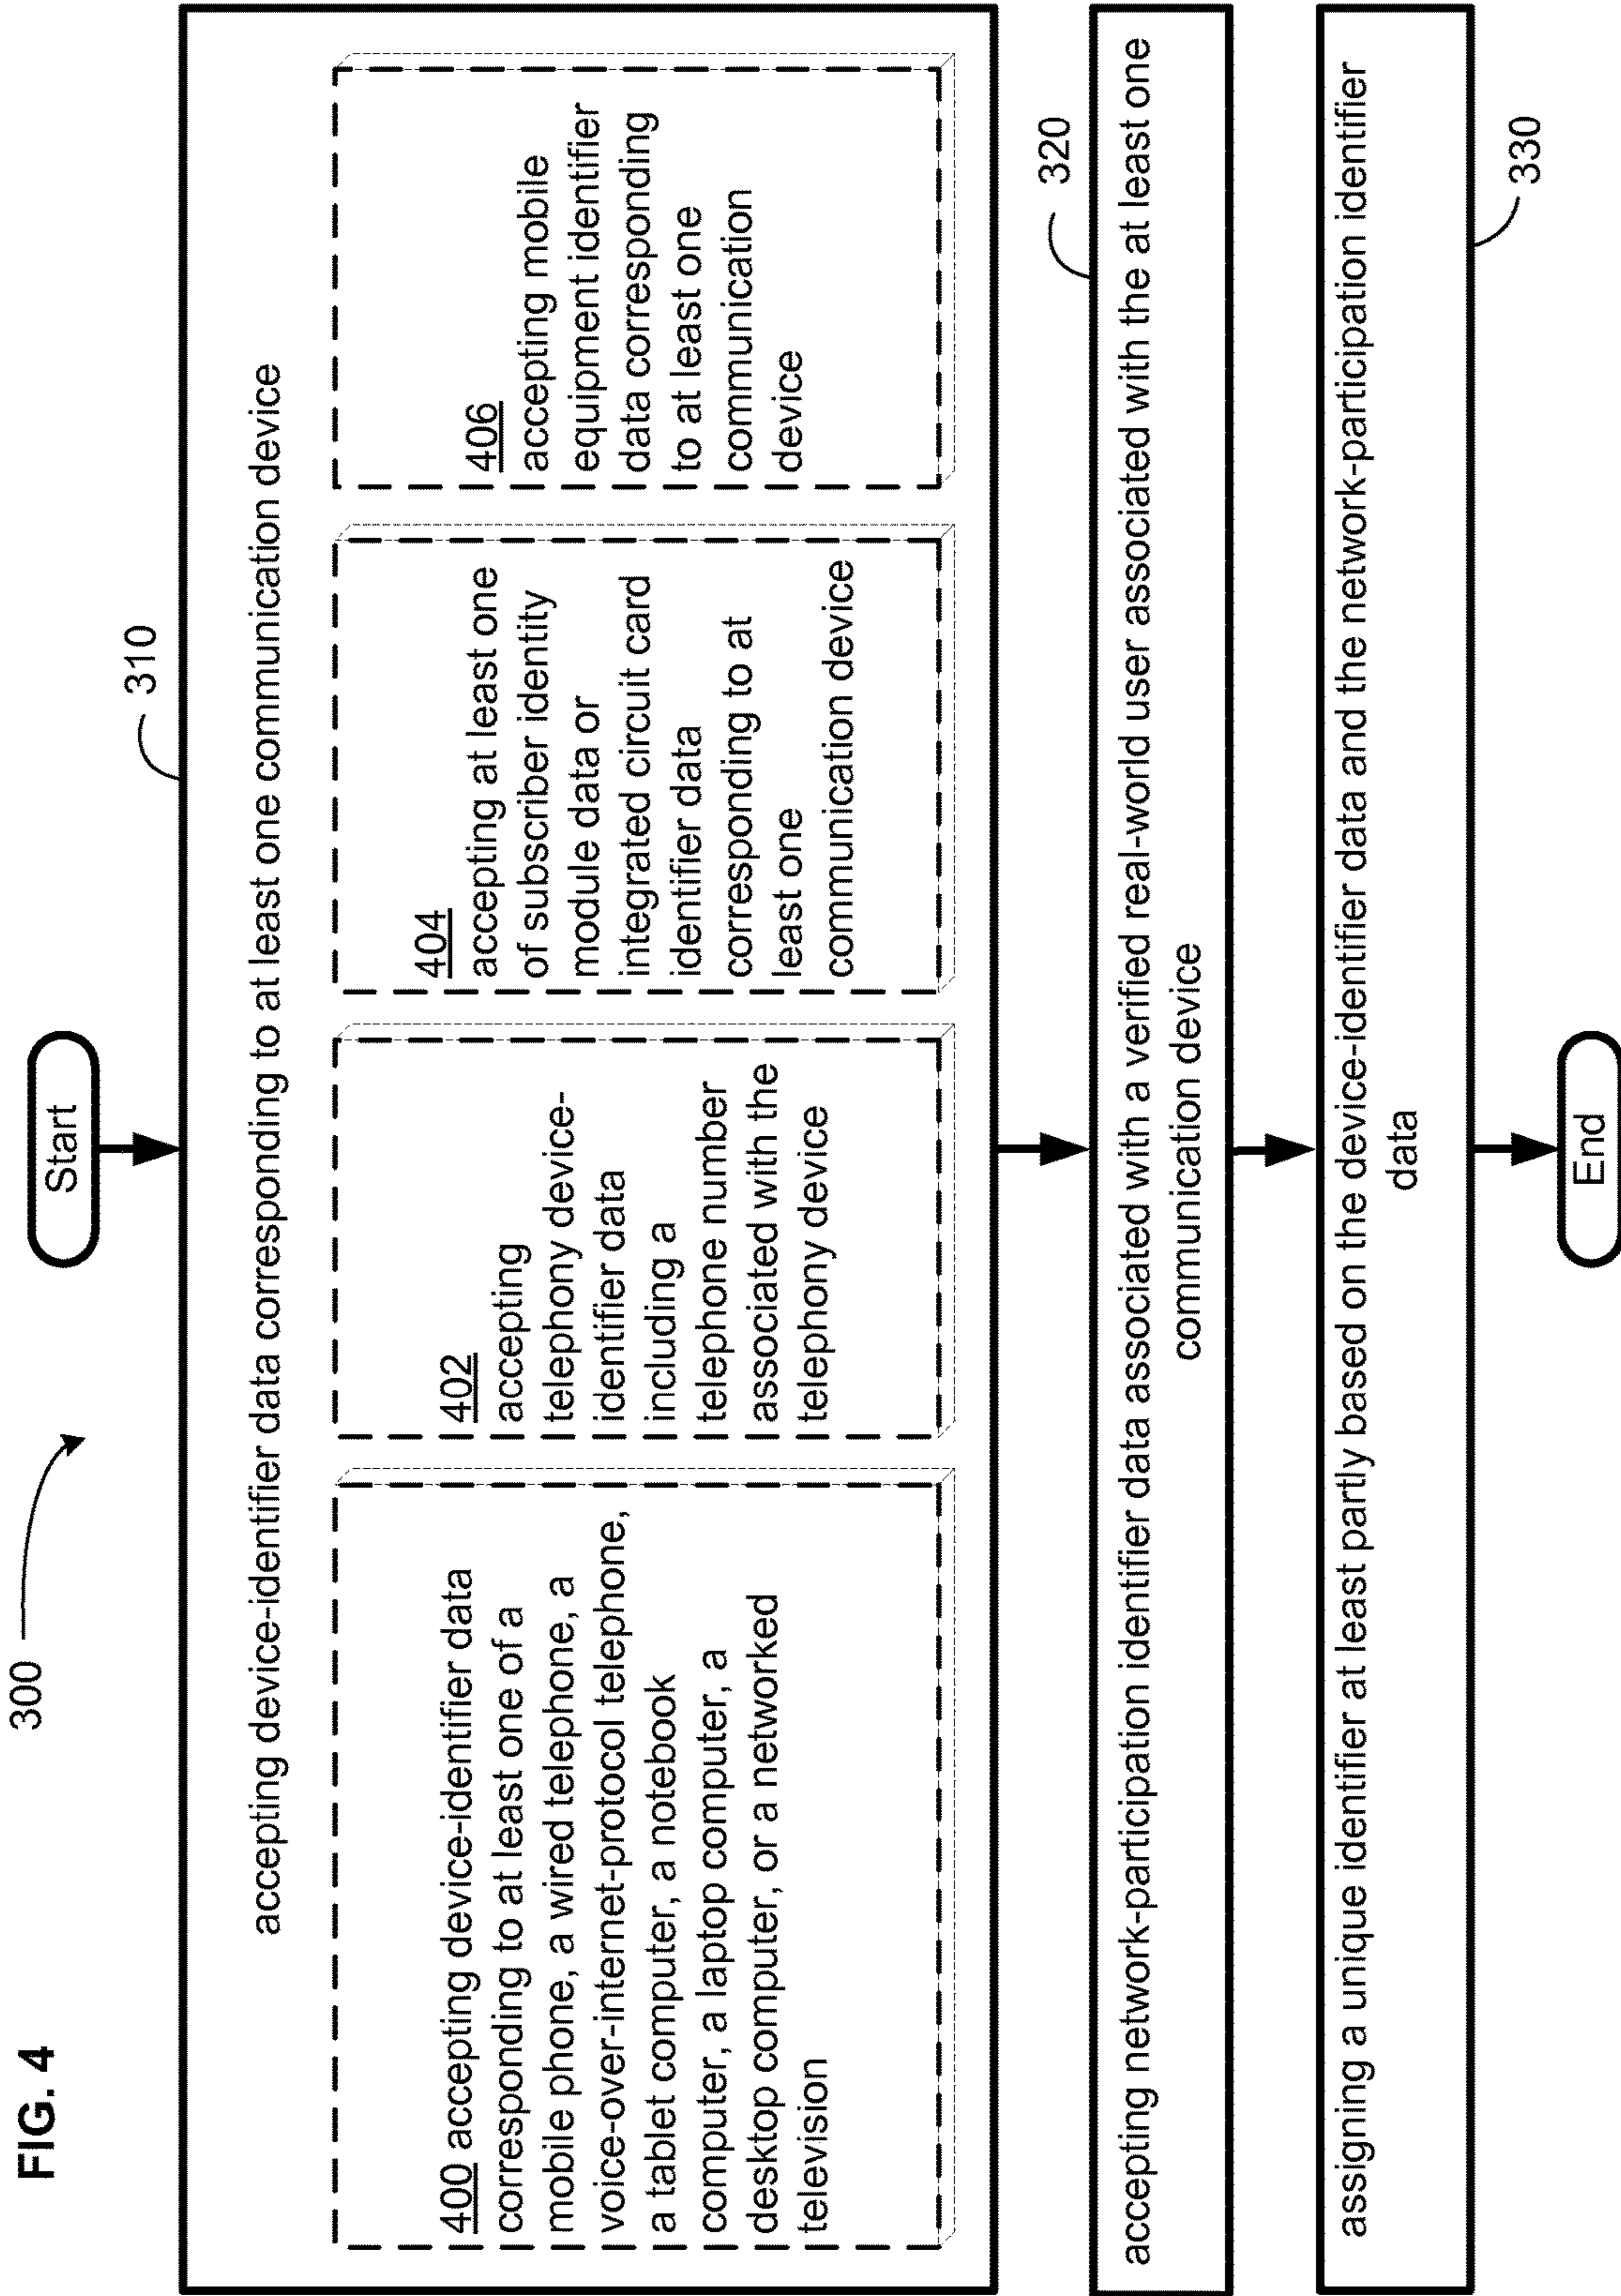 FIG. 4
300
Start
310
accepting device-identifier data corresponding to at least one communication device
400 accepting device-identifier data
corresponding to at least one of a
mobile phone, a wired telephone, a
voice-over-internet-protocol telephone,
a tablet computer, a notebook
computer, a laptop computer, a
desktop computer, or a networked
television
402
accepting
telephony device-
identifier data
including a
telephone number
associated with the
telephony device
404
accepting at least one
of subscriber identity
module data or
integrated circuit card
identifier data
corresponding to at
least one
communication device
406
accepting mobile
equipment identifier
data corresponding
to at least one
communication
device
320
accepting network-participation identifier data associated with a verified real-world user associated with the at least one
communication device
assigning a unique identifier at least partly based on the device-identifier data and the network-participation identifier
data
330
End